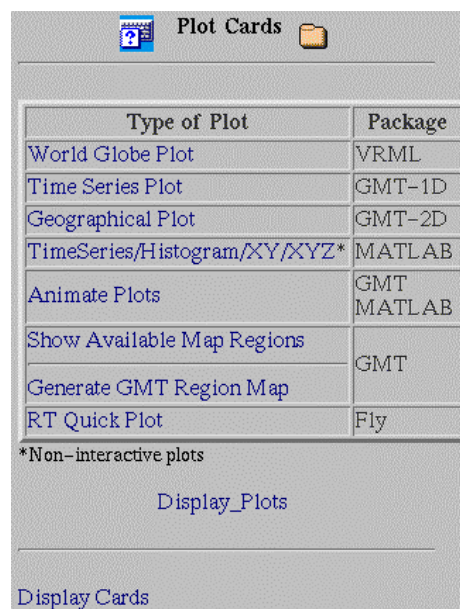 Plot Cards
Type of Plot Package
World Globe Plot VRML
Time Series Plot GMT-1D
Geographical Plot GMT-2D
TimeSeries/Histogram/XY/XYZ* MATLAB
Animate Plots GMT
MATLAB
Show Available Map Regions
GMT
Generate GMT Region Map
RT Quick Plot Fly
*Non-interactive plots
Display_Plots
Display Cards